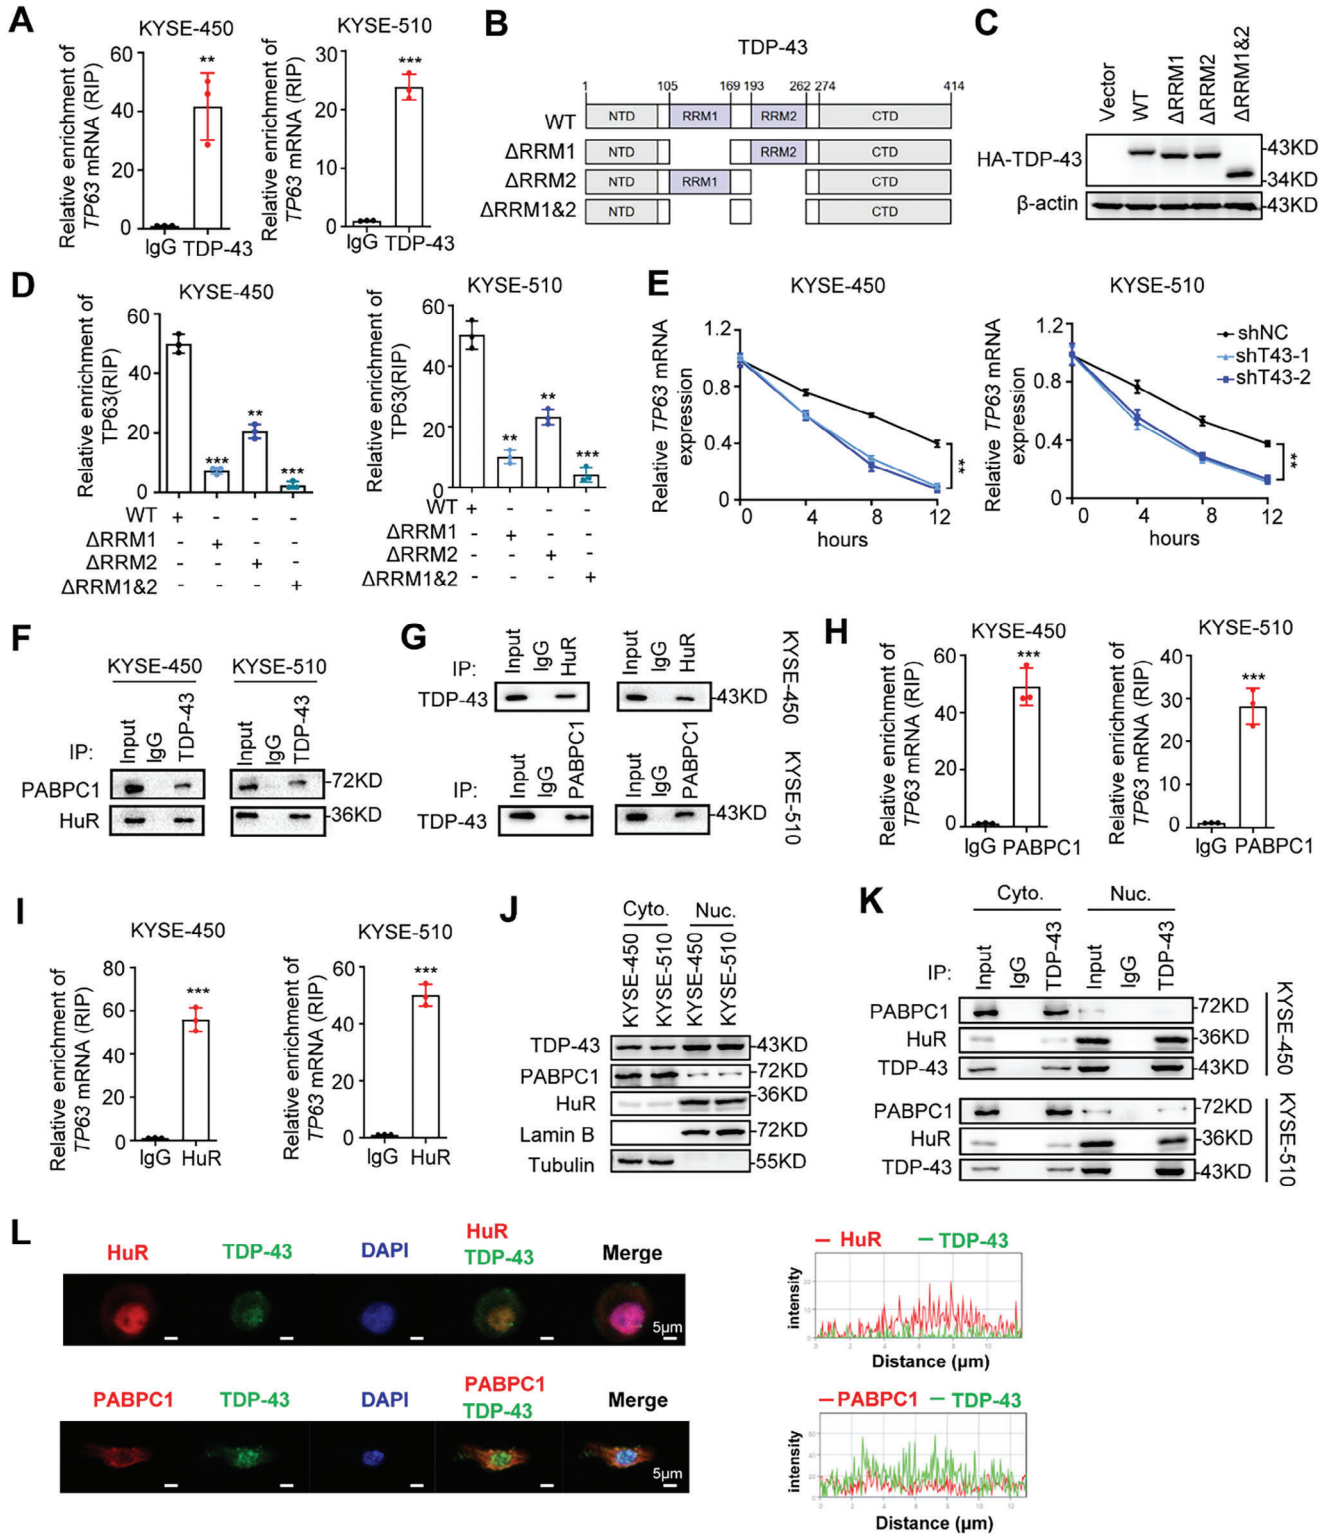 A
KYSE-450
Relative enrichment of
TP63 mRNA (RIP)
60
40
20
0
**
IgG TDP-43
KYSE-510
Relative enrichment of
TP63 mRNA (RIP)
30
20
10
0
***
IgG TDP-43
B
TDP-43
1 105 169 193 262 274 414
WT NTD RRM1 RRM2 CTD
ΔRRM1 NTD RRM2 CTD
ΔRRM2 NTD RRM1 CTD
ΔRRM1&2 NTD CTD
C
Vector WT ΔRRM1 ΔRRM2 ΔRRM1&2
HA-TDP-43 -43KD
-34KD
β-actin -43KD
D
KYSE-450
Relative enrichment of
TP63(RIP)
60
40
20
0
*** ** ***
WT + - - -
ΔRRM1 - + - -
ΔRRM2 - - + -
ΔRRM1&2 - - - +
KYSE-510
Relative enrichment of
TP63(RIP)
60
40
20
0
** ** ***
WT + - - -
ΔRRM1 - + - -
ΔRRM2 - - + -
ΔRRM1&2 - - - +
E
KYSE-450
Relative TP63 mRNA
expression
1.2
0.8
0.4
0
**
0 4 8 12
hours
KYSE-510
Relative TP63 mRNA
expression
1.2
0.8
0.4
0
shNC
shT43-1
shT43-2
**
0 4 8 12
hours
F
KYSE-450 KYSE-510
IP: Input IgG TDP-43 Input IgG TDP-43
PABPC1 -72KD
HuR -36KD
G
IP: Input IgG HuR Input IgG HuR
TDP-43 -43KD
KYSE-450
IP: Input IgG PABPC1 Input IgG PABPC1
TDP-43 -43KD
KYSE-510
H
KYSE-450
Relative enrichment of
TP63 mRNA (RIP)
60
40
20
0
***
IgG PABPC1
KYSE-510
Relative enrichment of
TP63 mRNA (RIP)
40
30
20
10
0
***
IgG PABPC1
I
KYSE-450
Relative enrichment of
TP63 mRNA (RIP)
80
60
40
20
0
***
IgG HuR
KYSE-510
Relative enrichment of
TP63 mRNA (RIP)
60
40
20
0
***
IgG HuR
J
Cyto. Nuc.
KYSE-450 KYSE-510 KYSE-450 KYSE-510
TDP-43 -43KD
PABPC1 -72KD
HuR -36KD
Lamin B -72KD
Tubulin -55KD
K
Cyto. Nuc.
IP: Input IgG TDP-43 Input IgG TDP-43
PABPC1 -72KD
HuR -36KD
TDP-43 -43KD
KYSE-450
PABPC1 -72KD
HuR -36KD
TDP-43 -43KD
KYSE-510
L
HuR TDP-43 DAPI HuR TDP-43 Merge
5μm
HuR TDP-43
intensity
Distance (μm)
PABPC1 TDP-43 DAPI PABPC1 TDP-43 Merge
5μm
PABPC1 TDP-43
intensity
Distance (μm)